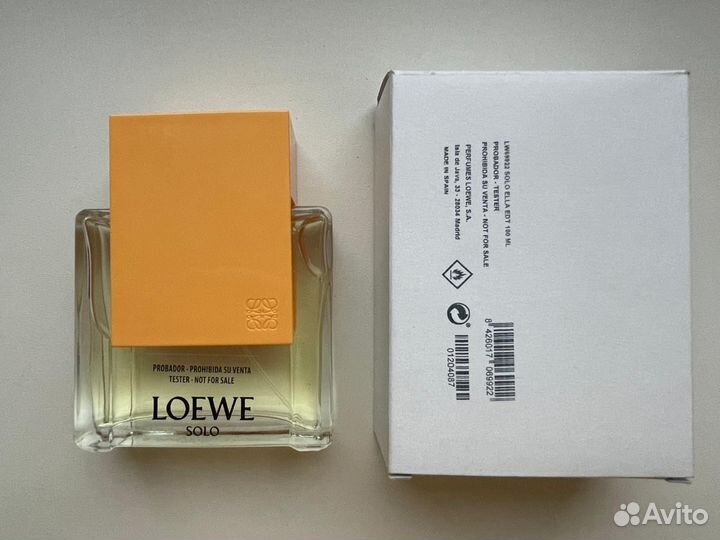 PROBADOR - PROHIBIDA SU VENTA
TESTER - NOT FOR SALE
LOEWE
SOLO
LW69922 SOLO ELLA EDT 100 ML
PROBADOR - TESTER
PROHIBIDA SU VENTA - NOT FOR SALE
PERFUMES LOEWE, S.A.
Isla de Java, 33 - 28034 Madrid
MADE IN SPAIN
8 426017 069922
01204087
Avito